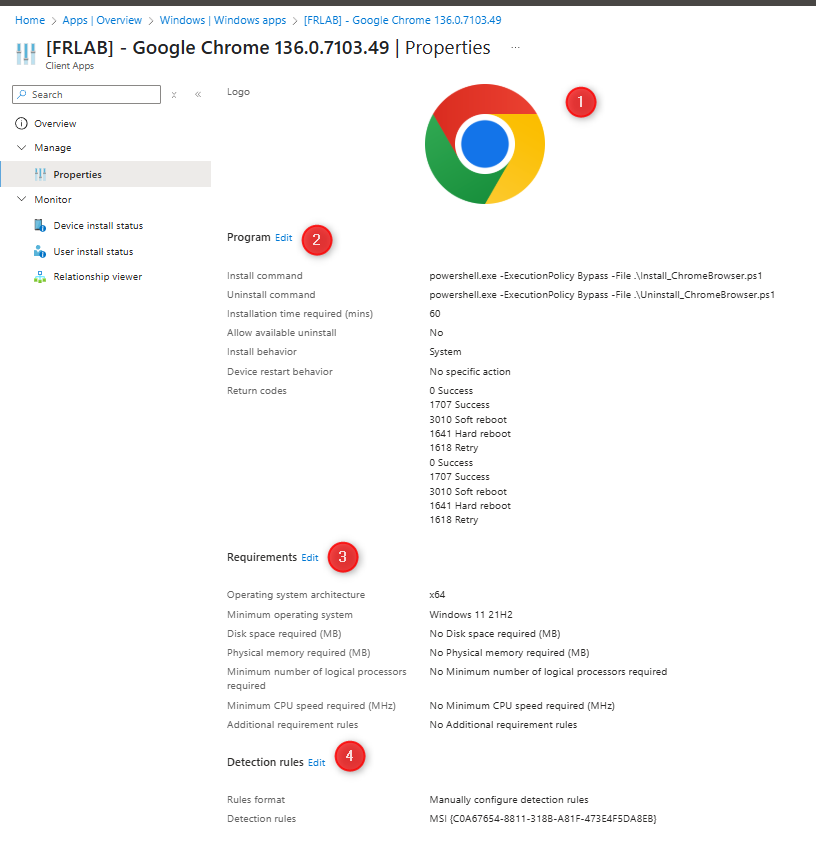 Home > Apps | Overview > Windows | Windows apps > [FRLAB] - Google Chrome 136.0.7103.49
[FRLAB] - Google Chrome 136.0.7103.49 | Properties ...
Client Apps
Search
Overview
Manage
Properties
Monitor
Device install status
User install status
Relationship viewer
Logo
1
Program Edit 2
Install command powershell.exe -ExecutionPolicy Bypass -File .\Install_ChromeBrowser.ps1
Uninstall command powershell.exe -ExecutionPolicy Bypass -File .\Uninstall_ChromeBrowser.ps1
Installation time required (mins) 60
Allow available uninstall No
Install behavior System
Device restart behavior No specific action
Return codes 0 Success
1707 Success
3010 Soft reboot
1641 Hard reboot
1618 Retry
0 Success
1707 Success
3010 Soft reboot
1641 Hard reboot
1618 Retry
Requirements Edit 3
Operating system architecture x64
Minimum operating system Windows 11 21H2
Disk space required (MB) No Disk space required (MB)
Physical memory required (MB) No Physical memory required (MB)
Minimum number of logical processors No Minimum number of logical processors required
required
Minimum CPU speed required (MHz) No Minimum CPU speed required (MHz)
Additional requirement rules No Additional requirement rules
Detection rules Edit 4
Rules format Manually configure detection rules
Detection rules MSI {C0A67654-8811-318B-A81F-473E4F5DA8EB}